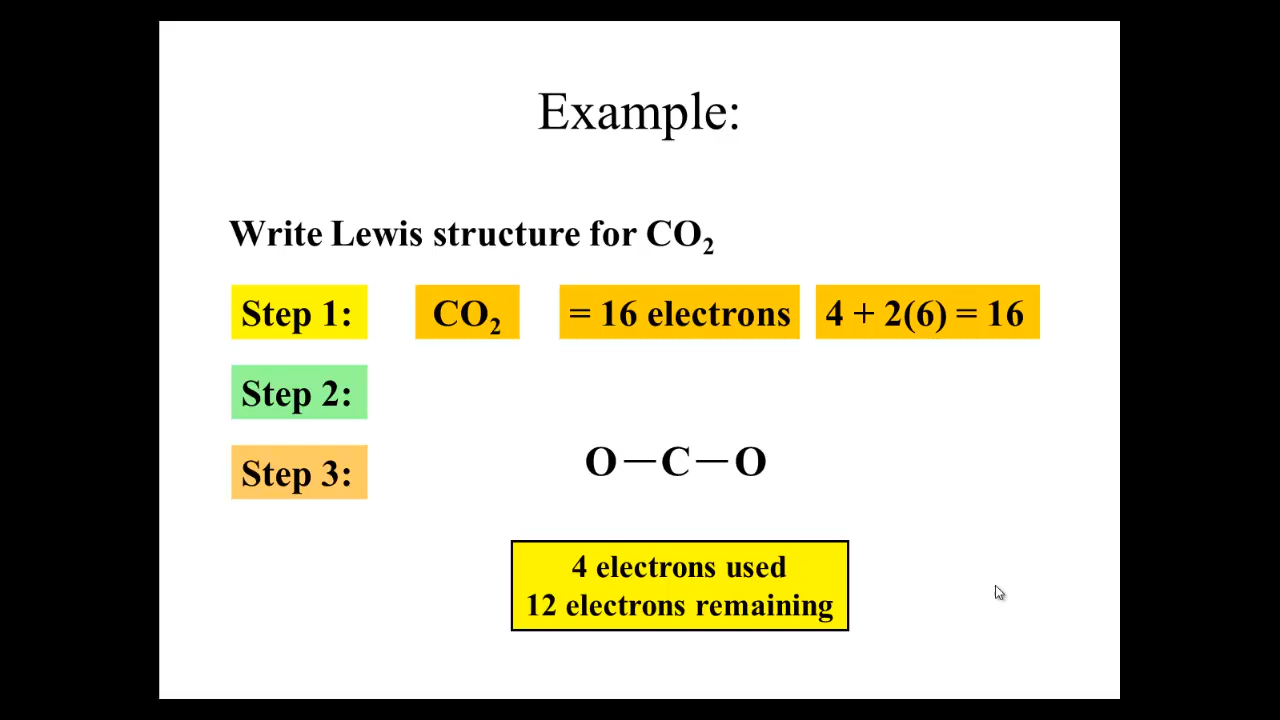 Example:
Write Lewis structure for CO₂
Step 1: CO₂ = 16 electrons 4 + 2(6) = 16
Step 2:
Step 3:
O — C — O
4 electrons used
12 electrons remaining